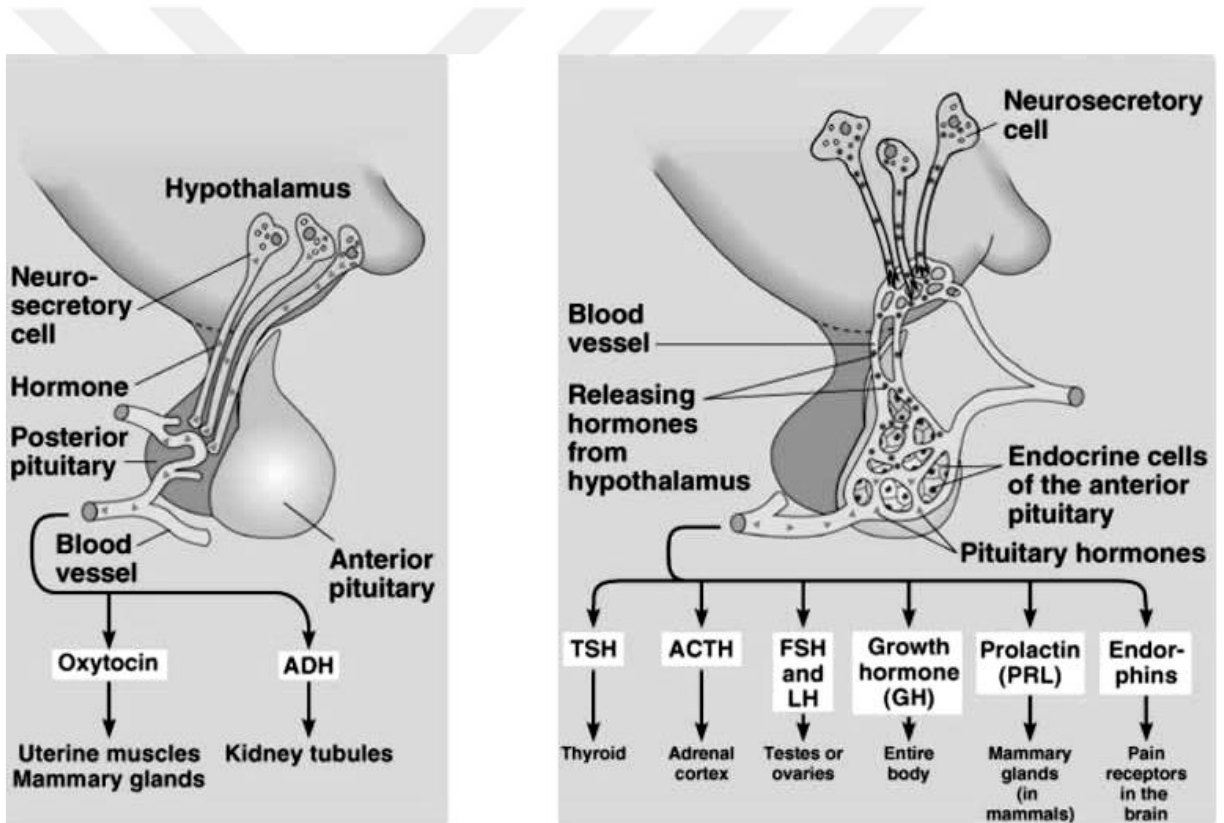 Hypothalamus
Neuro-
secretory
cell
Hormone
Posterior
pituitary
Blood
vessel
Anterior
pituitary
Oxytocin
ADH
Uterine muscles
Mammary glands
Kidney tubules
Neurosecretory
cell
Blood
vessel
Releasing
hormones
from
hypothalamus
Endocrine cells
of the anterior
pituitary
Pituitary hormones
TSH
ACTH
FSH
and
LH
Growth
hormone
(GH)
Prolactin
(PRL)
Endor-
phins
Thyroid
Adrenal
cortex
Testes or
ovaries
Entire
body
Mammary
glands
(in
mammals)
Pain
receptors
in the
brain